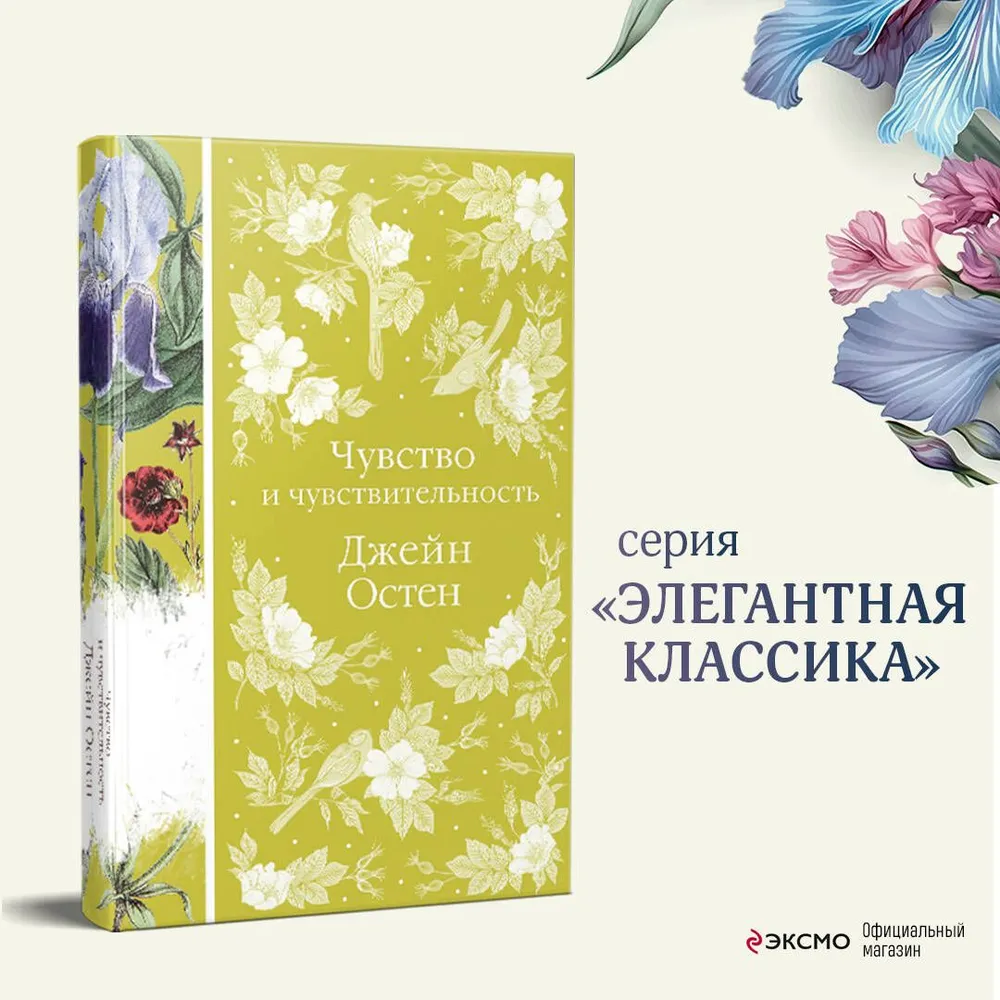 Чувство
и чувствительность
Джейн
Остен
Чувство
и чувствительность
Джейн Остен
серия
«ЭЛЕГАНТНАЯ
КЛАССИКА»
ЭКСМО
Официальный
магазин